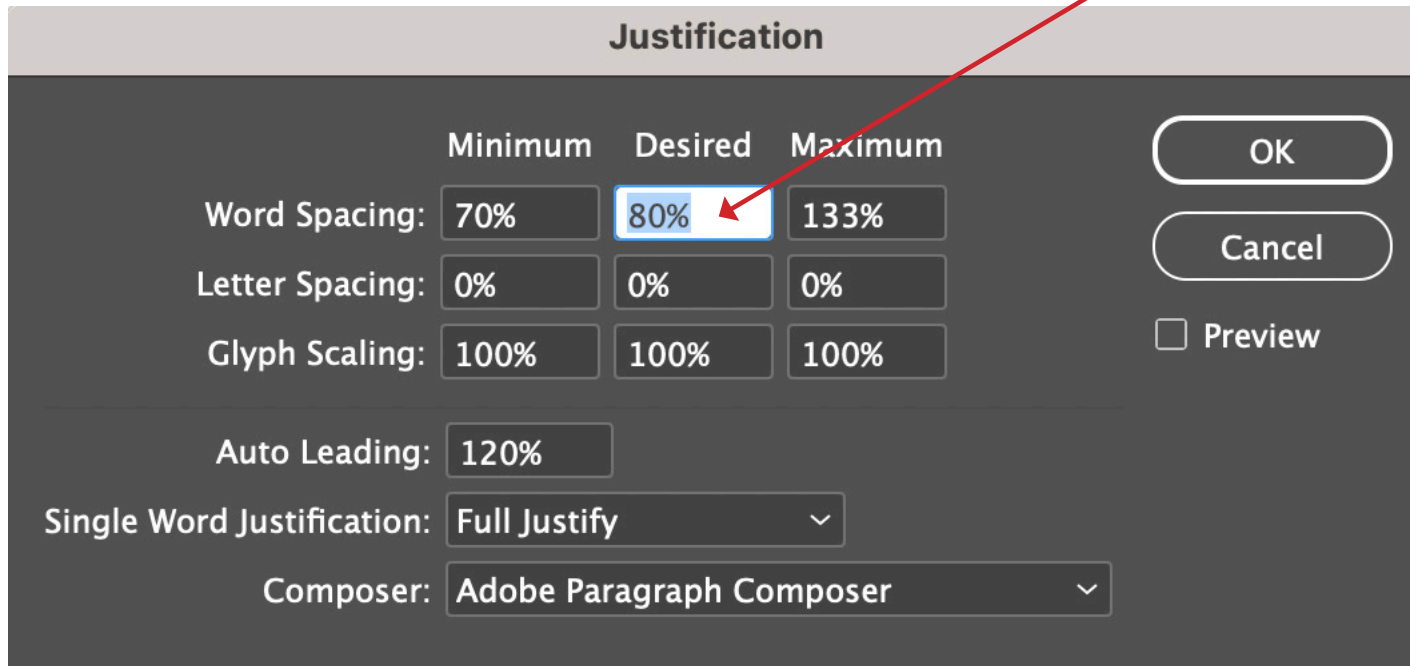 Justification
Minimum Desired Maximum OK
Word Spacing: 70% 80% 133%
Cancel
Letter Spacing: 0% 0% 0%
Glyph Scaling: 100% 100% 100% Preview
Auto Leading: 120%
Single Word Justification: Full Justify
Composer: Adobe Paragraph Composer